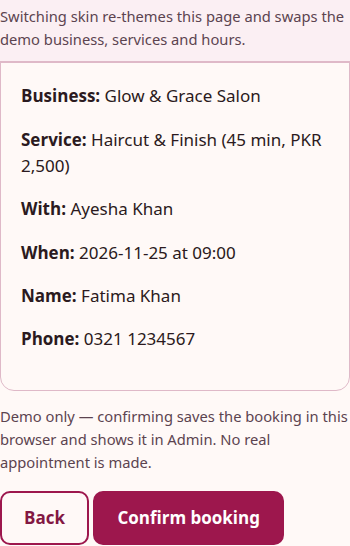 Switching skin re-themes this page and swaps the
demo business, services and hours.
Business: Glow & Grace Salon
Service: Haircut & Finish (45 min, PKR
2,500)
With: Ayesha Khan
When: 2026-11-25 at 09:00
Name: Fatima Khan
Phone: 0321 1234567
Demo only — confirming saves the booking in this
browser and shows it in Admin. No real
appointment is made.
Back
Confirm booking